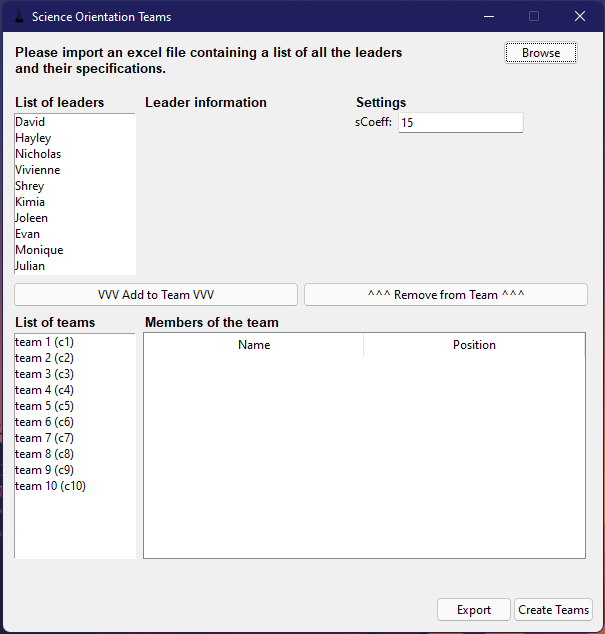 Science Orientation Teams
Please import an excel file containing a list of all the leaders
and their specifications.
Browse
List of leaders
Leader information
Settings
David
Hayley
Nicholas
Vivienne
Shrey
Kimia
Joleen
Evan
Monique
Julian
sCoeff: 15
VVV Add to Team VVV
^^^ Remove from Team ^^^
List of teams
Members of the team
team 1 (c1)
team 2 (c2)
team 3 (c3)
team 4 (c4)
team 5 (c5)
team 6 (c6)
team 7 (c7)
team 8 (c8)
team 9 (c9)
team 10 (c10)
Name
Position
Export
Create Teams